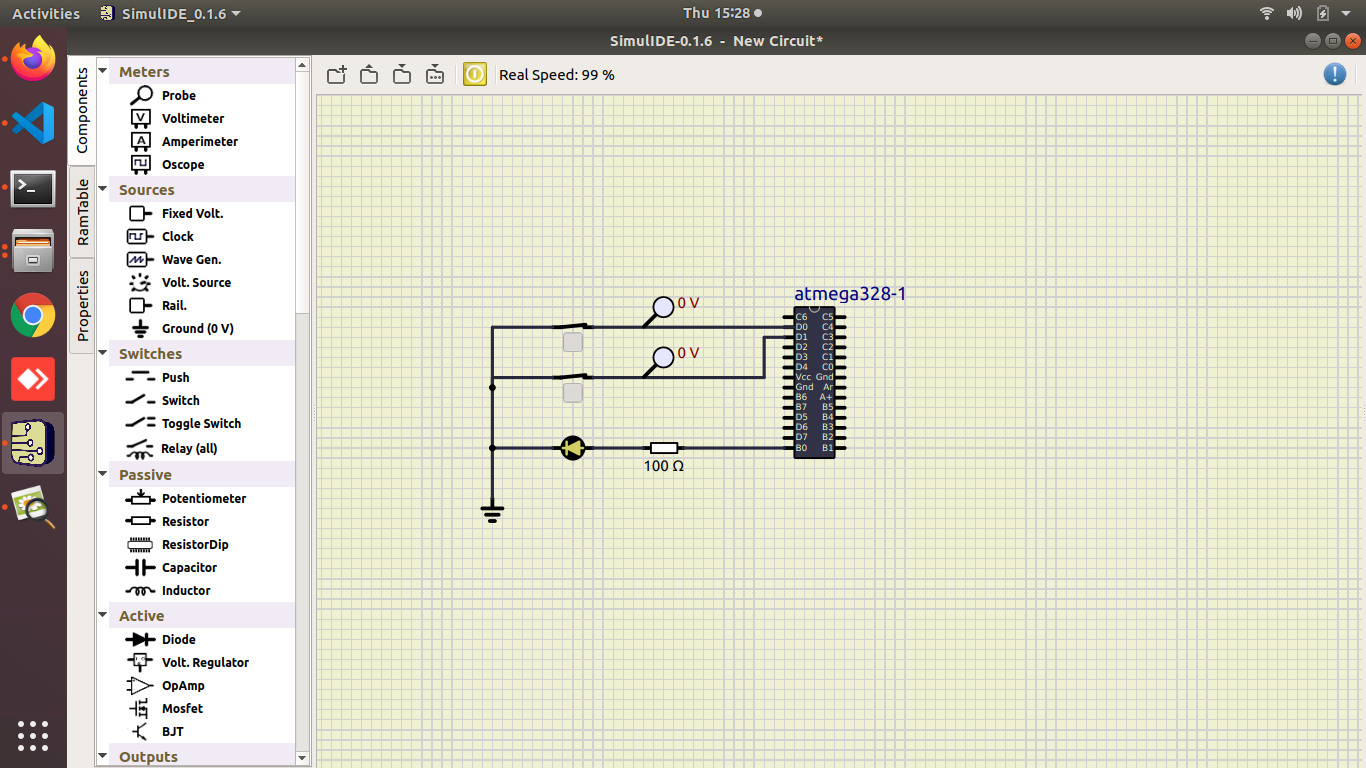 Activities
SimulIDE_0.1.6
Thu 15:28
SimulIDE-0.1.6 - New Circuit*
Components
RamTable
Properties
Meters
Probe
Voltimeter
Amperimeter
Oscope
Sources
Fixed Volt.
Clock
Wave Gen.
Volt. Source
Rail.
Ground (0 V)
Switches
Push
Switch
Toggle Switch
Relay (all)
Passive
Potentiometer
Resistor
ResistorDip
Capacitor
Inductor
Active
Diode
Volt. Regulator
OpAmp
Mosfet
BJT
Outputs
Real Speed: 99 %
0 V
0 V
100 Ω
atmega328-1
C6 C5
D0 C4
D1 C3
D2 C2
D3 C1
D4 C0
Vcc Gnd
Gnd Ar
B6 A+
B7 B5
D5 B4
D6 B3
D7 B2
B0 B1